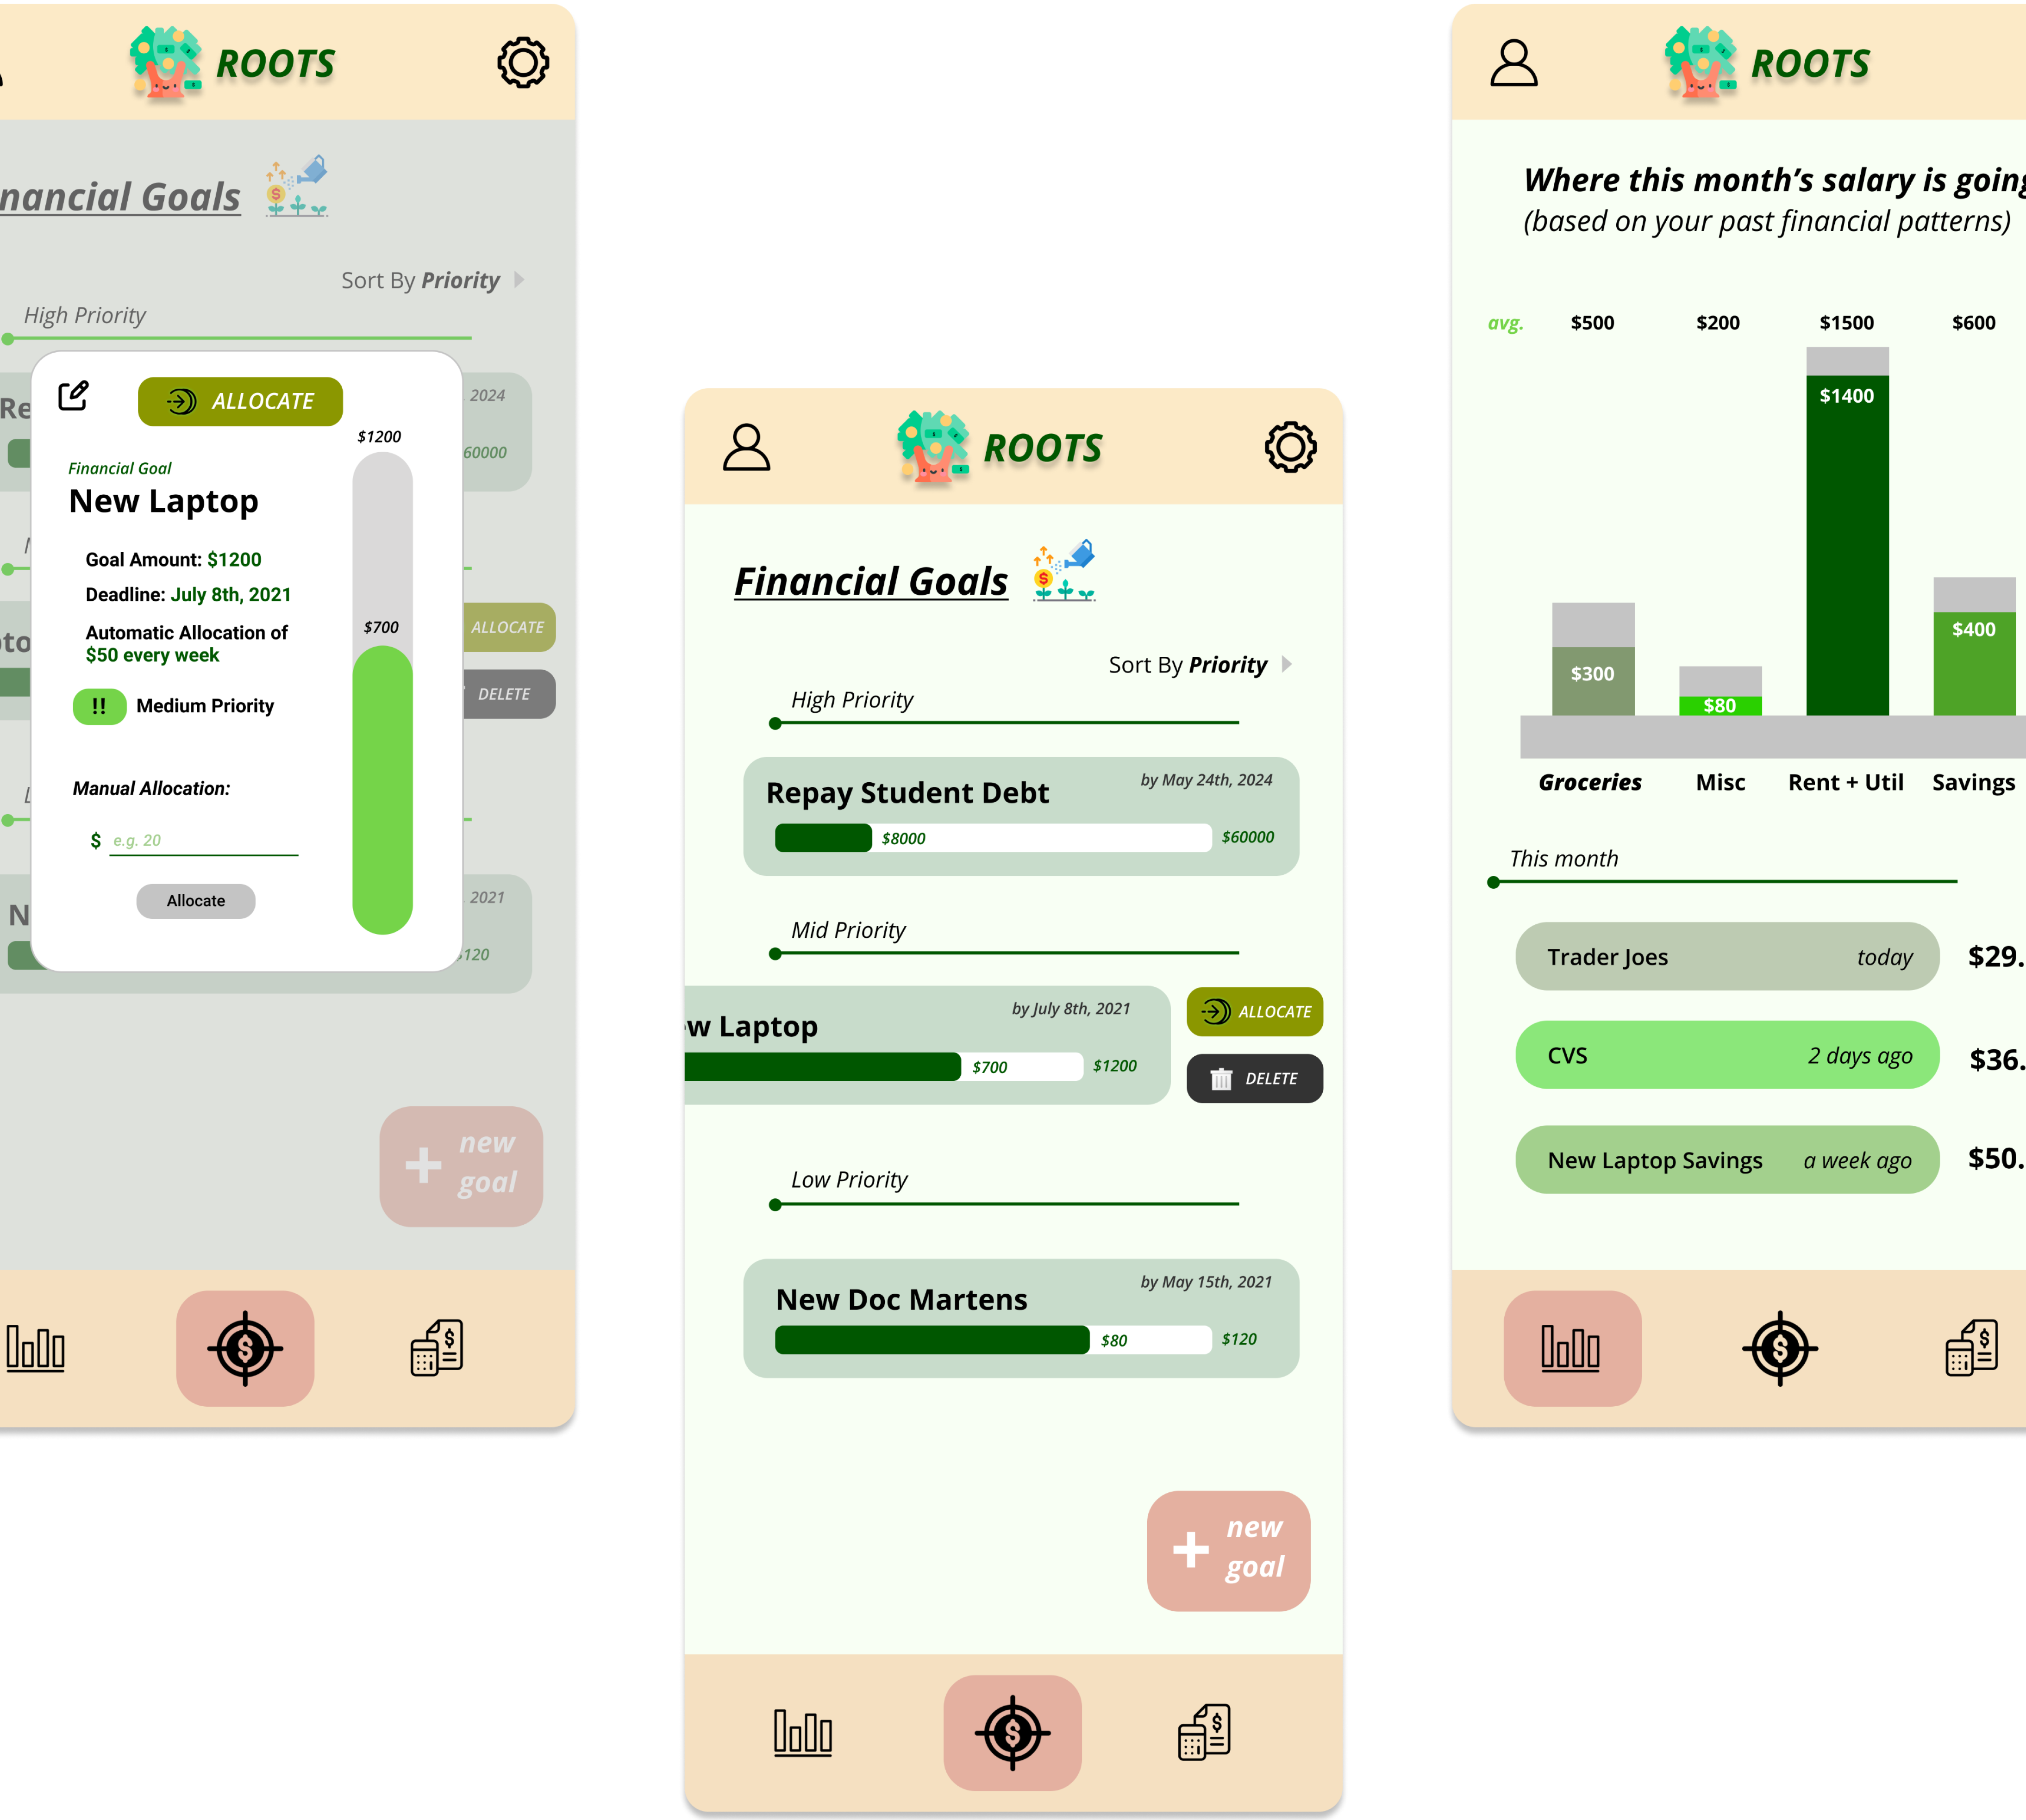 ROOTS
nancial Goals
Sort By Priority
High Priority
Re
2024
60000
ALLOCATE
$1200
Financial Goal
New Laptop
Goal Amount: $1200
Deadline: July 8th, 2021
Automatic Allocation of
$50 every week
$700
!! Medium Priority
Manual Allocation:
$ e.g. 20
Allocate
pto
ALLOCATE
DELETE
L
N
2021
120
new
goal
ROOTS
Financial Goals
Sort By Priority
High Priority
Repay Student Debt
by May 24th, 2024
$8000
$60000
Mid Priority
w Laptop
by July 8th, 2021
$700
$1200
ALLOCATE
DELETE
Low Priority
New Doc Martens
by May 15th, 2021
$80
$120
+ new
goal
ROOTS
Where this month's salary is going
(based on your past financial patterns)
avg. $500 $200 $1500 $600
$1400
$300
$80
$400
Groceries Misc Rent + Util Savings
This month
Trader Joes today $29.
CVS 2 days ago $36.
New Laptop Savings a week ago $50.